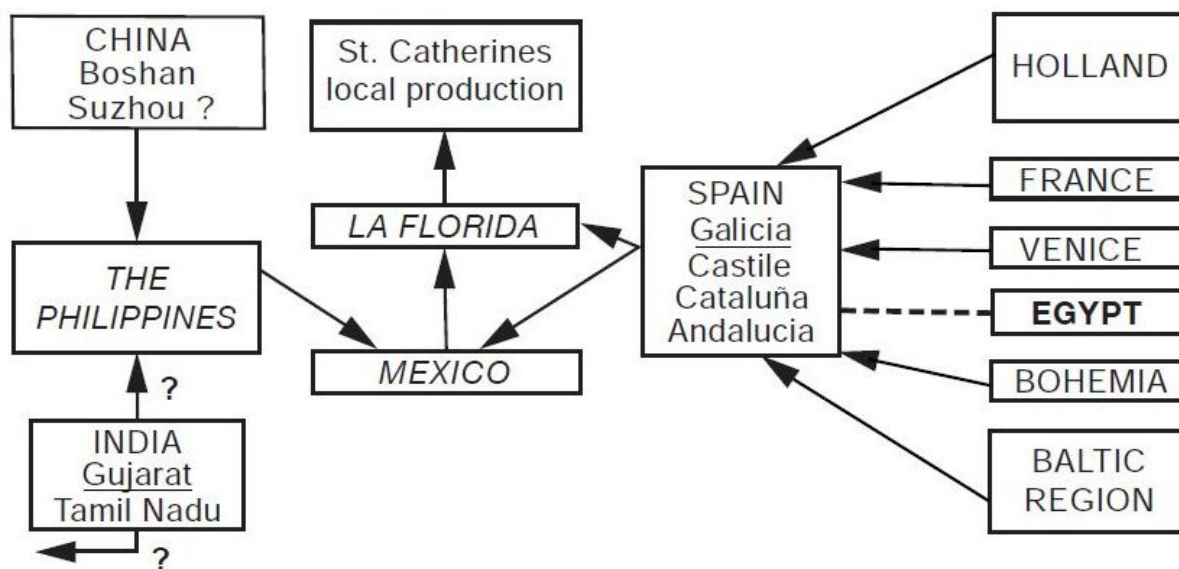 CHINA
Boshan
Suzhou ?
St. Catherines
local production
HOLLAND
FRANCE
SPAIN
Galicia
Castile
Cataluña
Andalucia
LA FLORIDA
VENICE
THE
PHILIPPINES
EGYPT
MEXICO
BOHEMIA
?
INDIA
Gujarat
Tamil Nadu
?
BALTIC
REGION